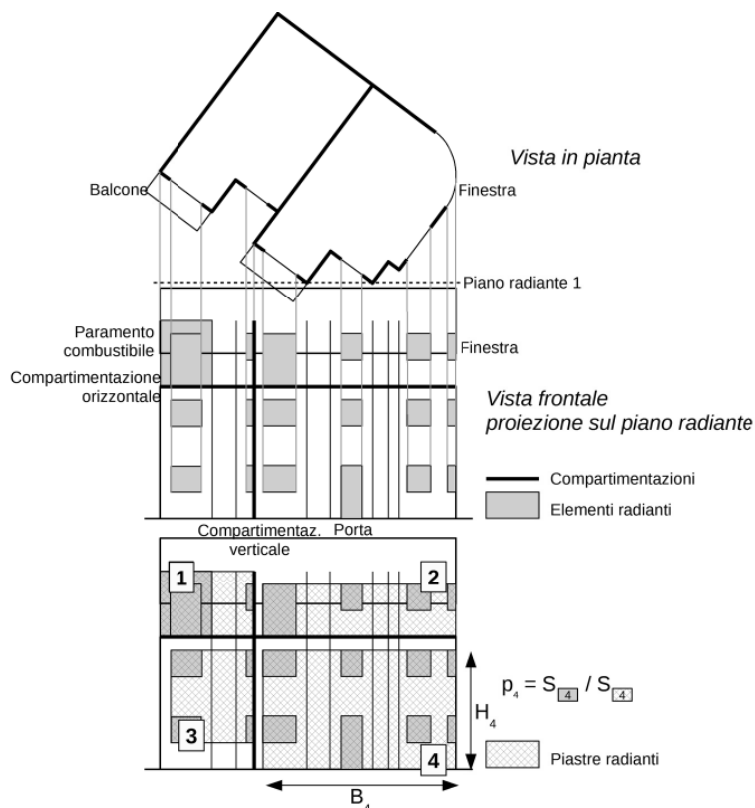 Vista in pianta
Balcone
Finestra
Piano radiante 1
Paramento
combustibile
Finestra
Compartimentazione
orizzontale
Vista frontale
proiezione sul piano radiante
Compartimentazioni
Elementi radianti
Compartimentaz.
verticale
Porta
1
2
p4 = S4 / S4
H4
3
Piastre radianti
4
B4